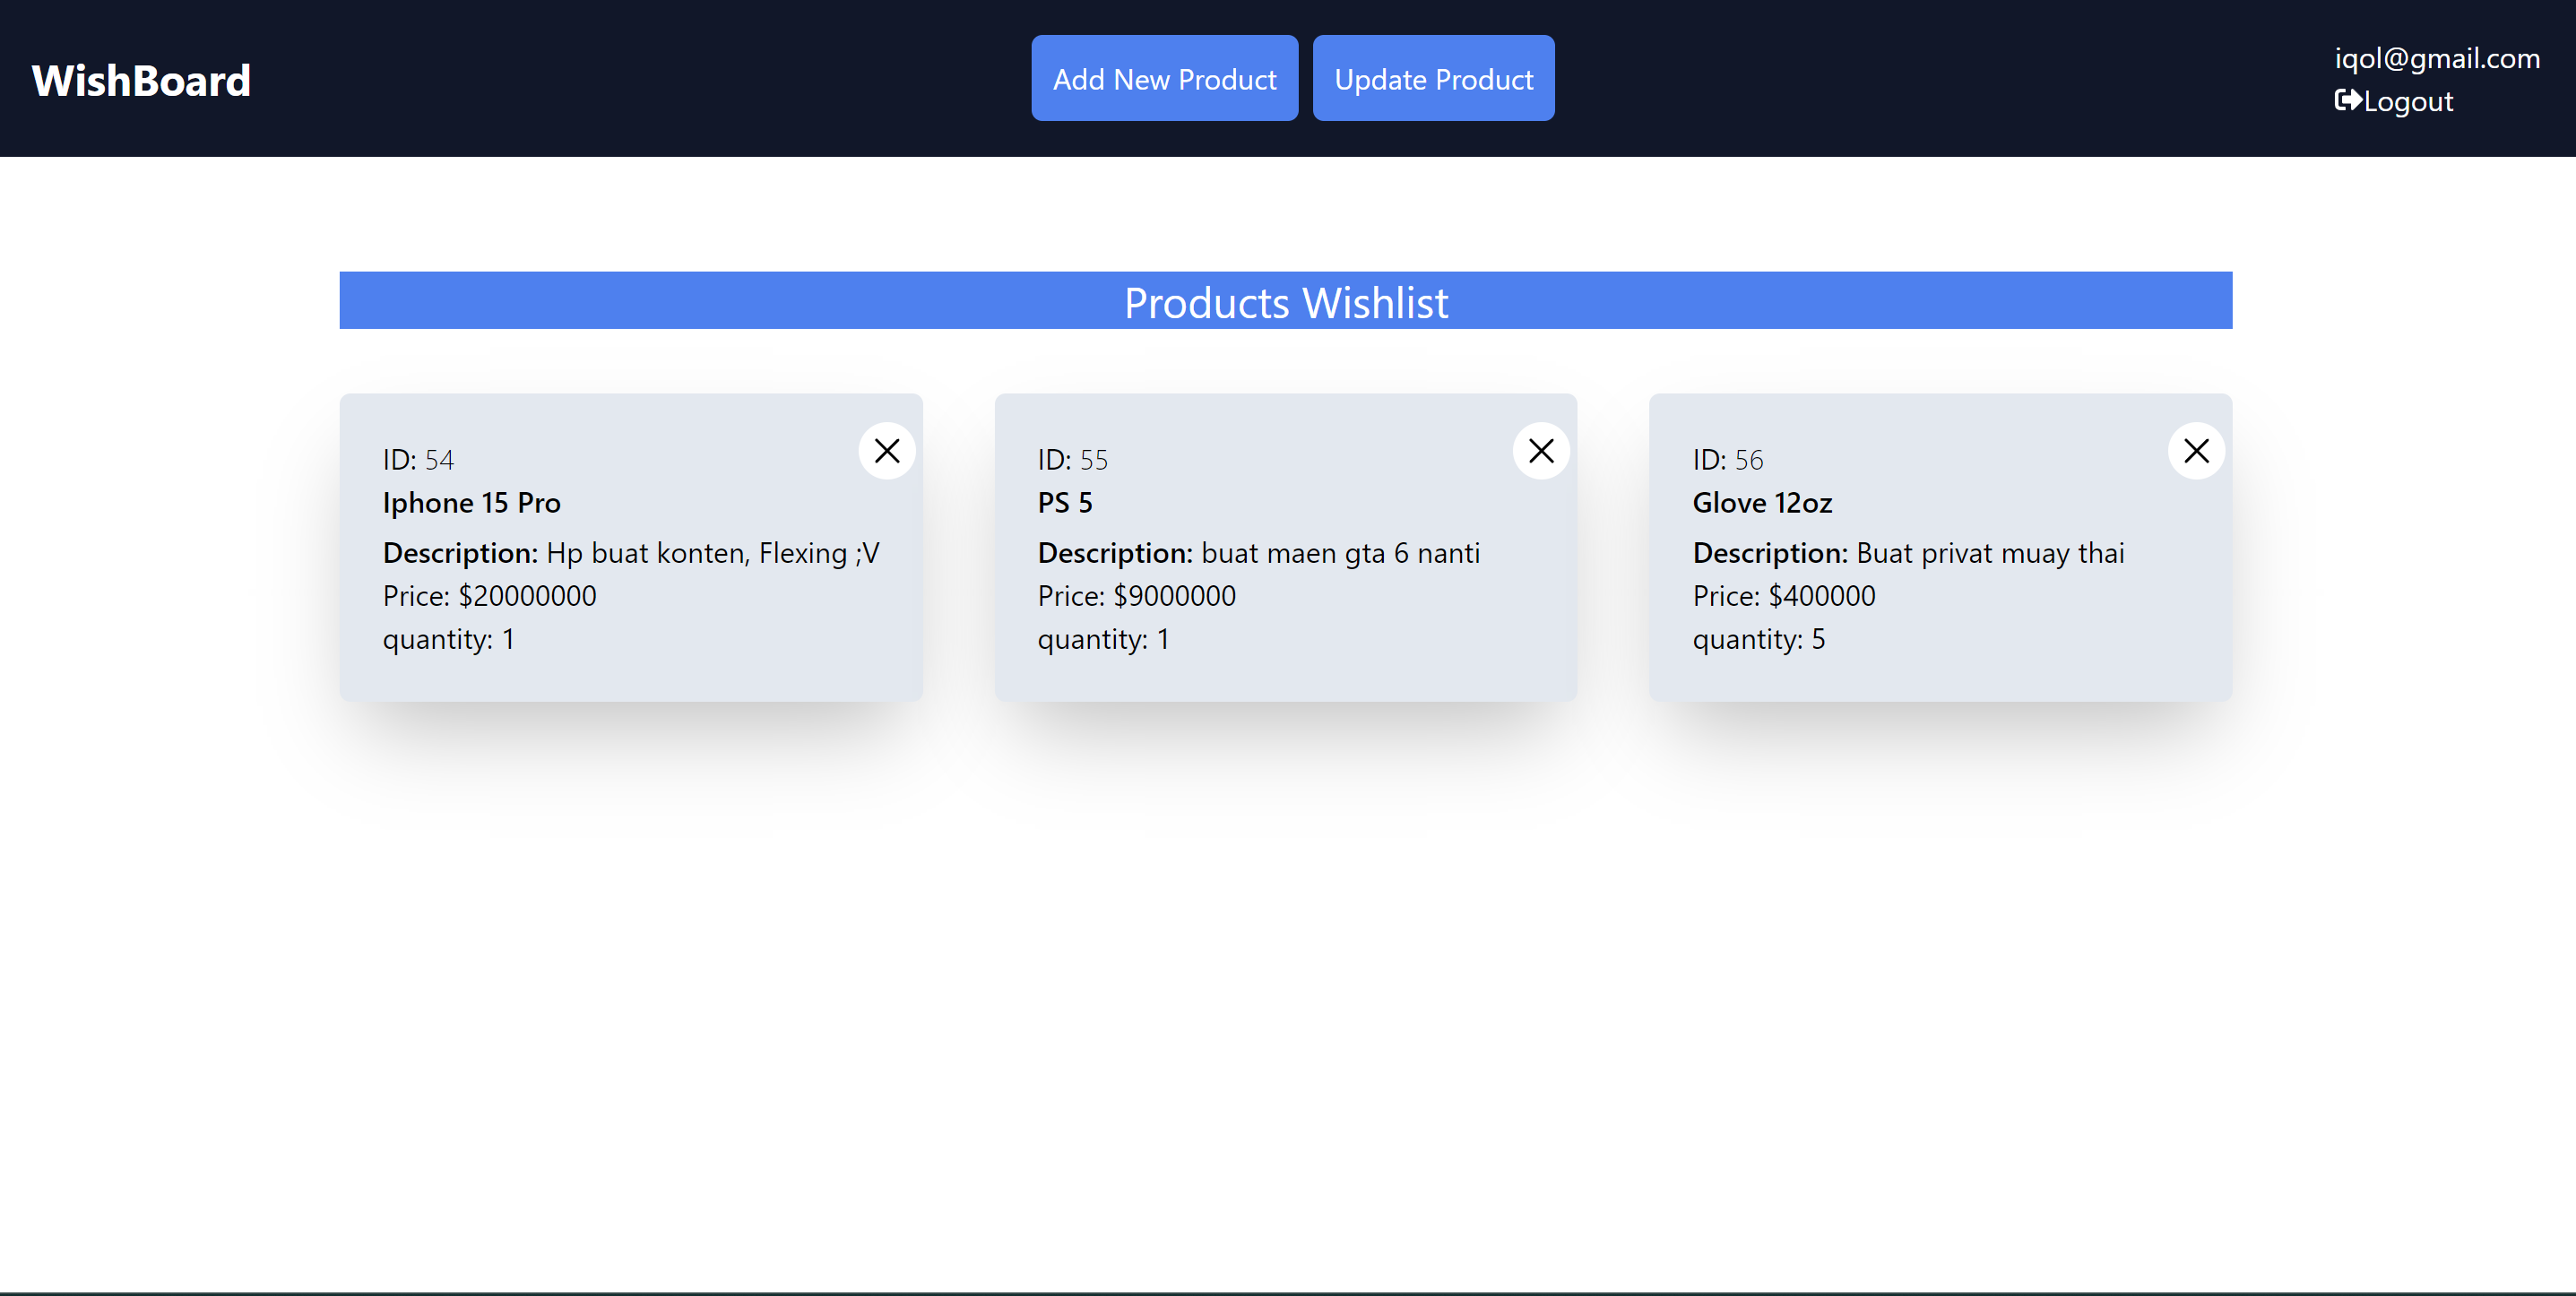 WishBoard
Add New Product
Update Product
iqol@gmail.com
Logout
Products Wishlist
ID: 54
Iphone 15 Pro
Description: Hp buat konten, Flexing ;V
Price: $20000000
quantity: 1
ID: 55
PS 5
Description: buat maen gta 6 nanti
Price: $9000000
quantity: 1
ID: 56
Glove 12oz
Description: Buat privat muay thai
Price: $400000
quantity: 5